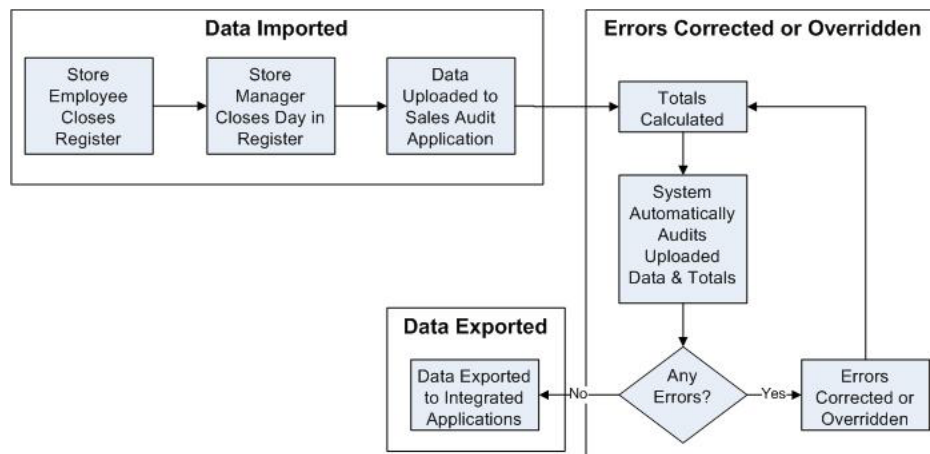 Data Imported
Store
Employee
Closes
Register
Store
Manager
Closes Day in
Register
Data
Uploaded to
Sales Audit
Application
Errors Corrected or Overridden
Totals
Calculated
System
Automatically
Audits
Uploaded
Data & Totals
Any
Errors?
Yes
Errors
Corrected or
Overridden
No
Data Exported
Data Exported
to Integrated
Applications